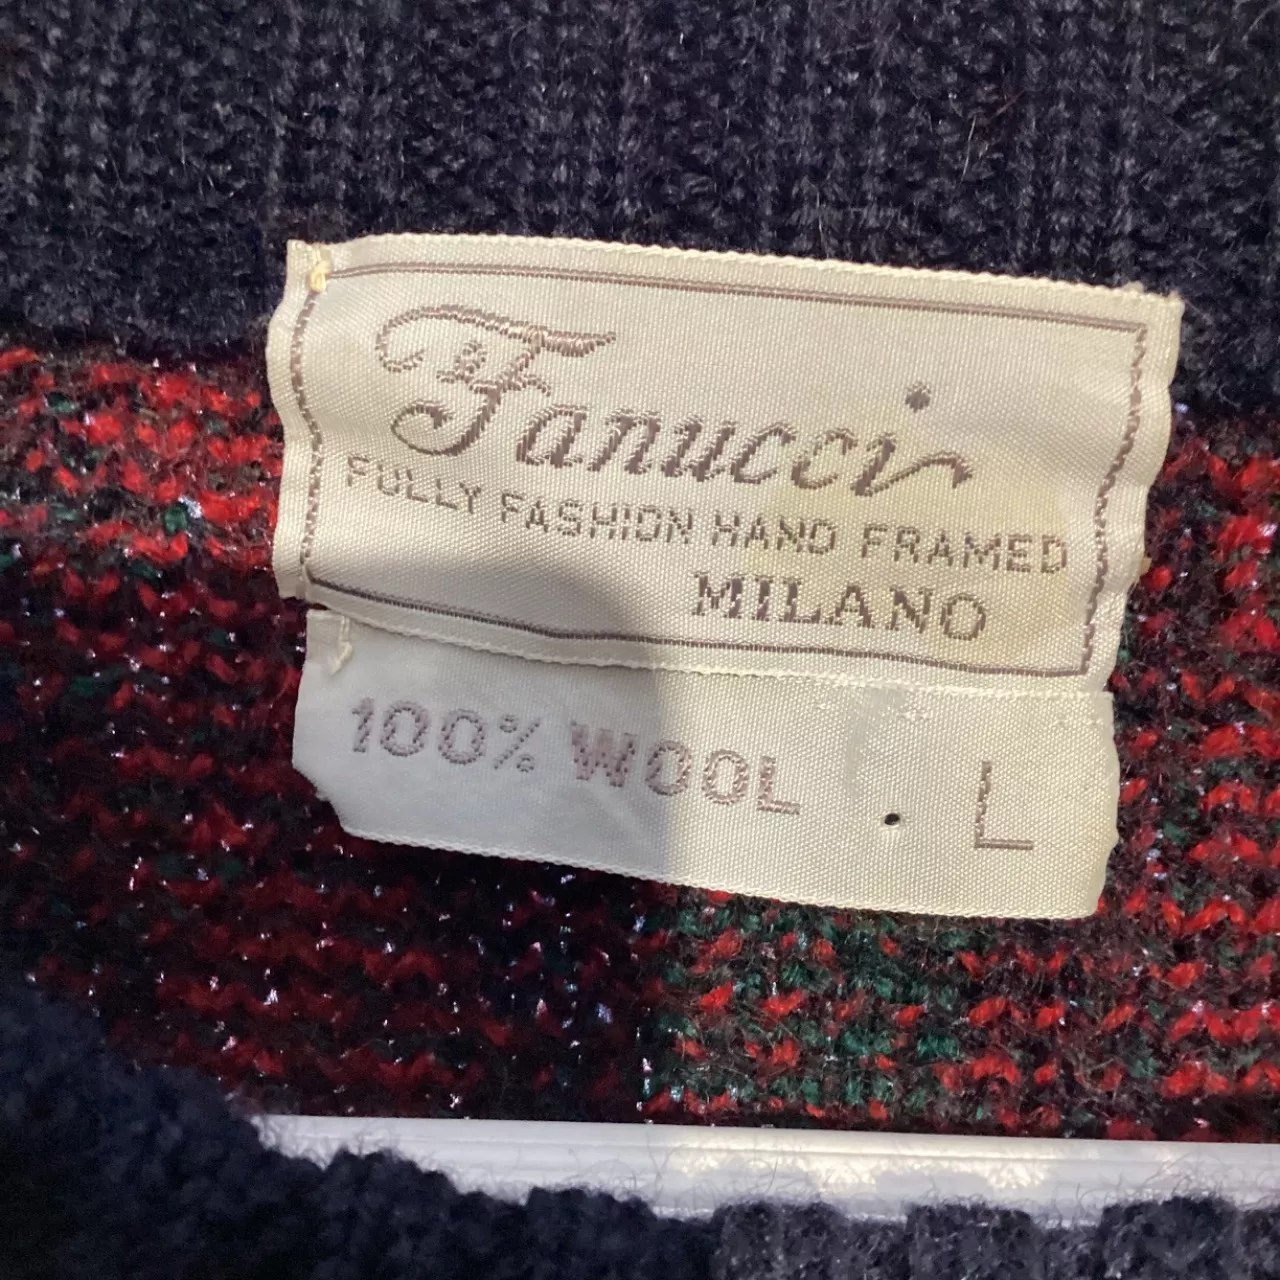 Fanucci
FULLY FASHION HAND FRAMED
MILANO
100% WOOL
L